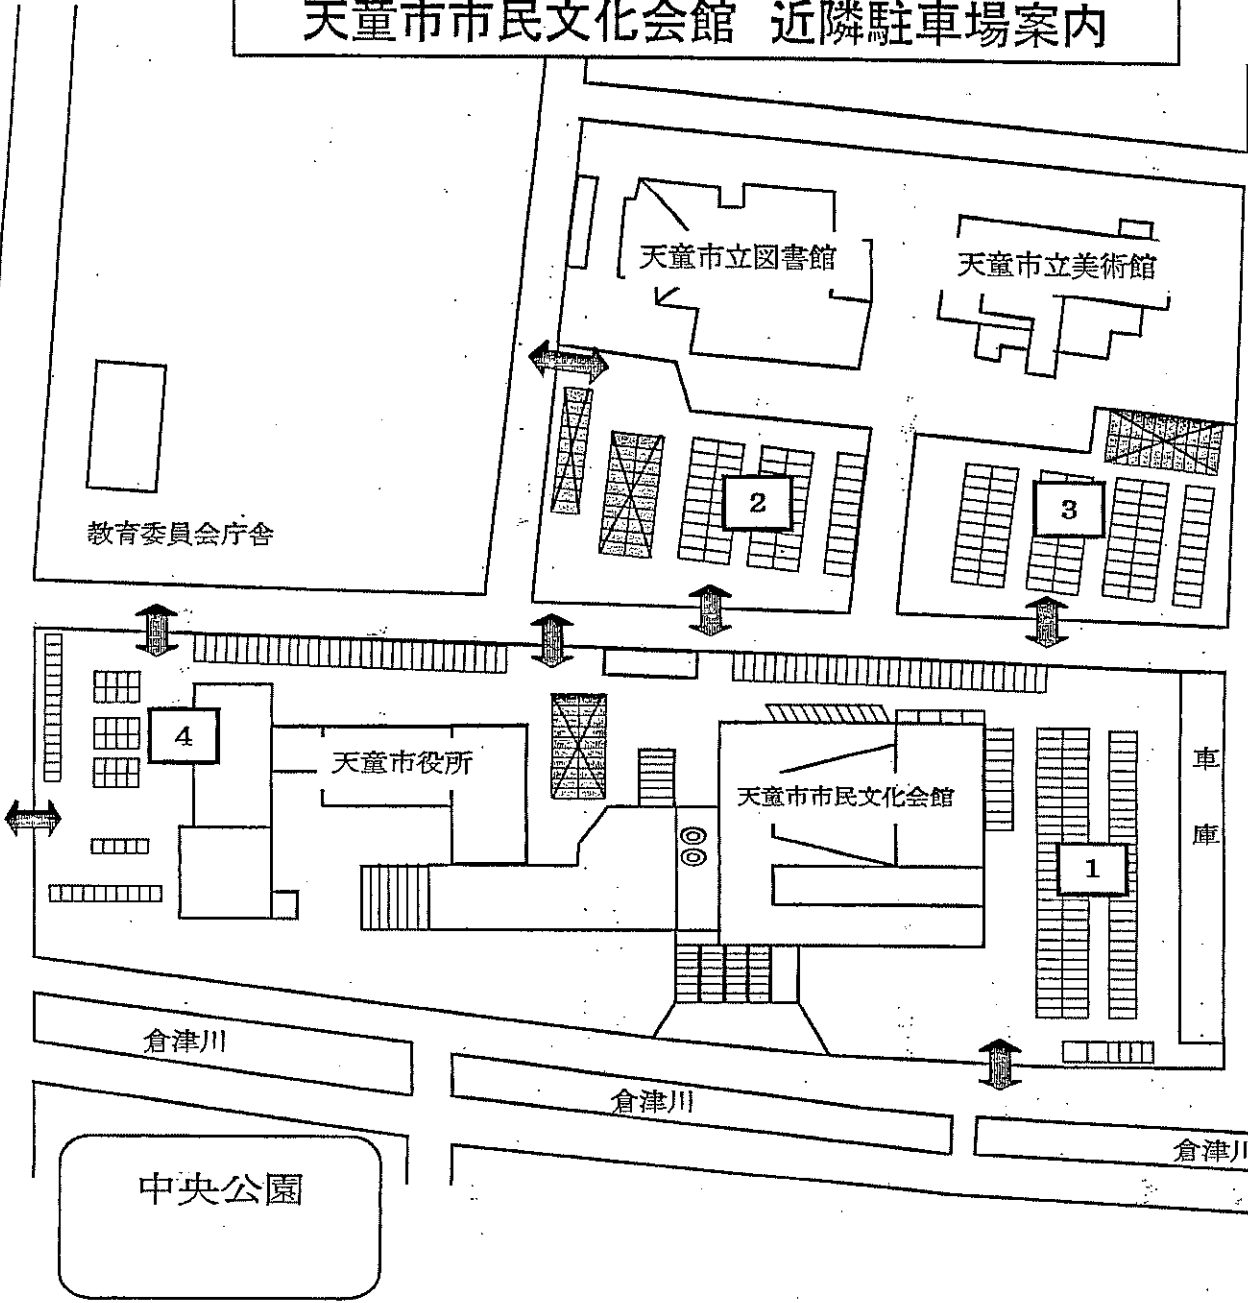 天童市市民文化会館 近隣駐車場案内
天童市立図書館
天童市立美術館
2
3
教育委員会庁舎
4
天童市役所
天童市市民文化会館
車庫
1
倉津川
倉津川
倉津川
中央公園